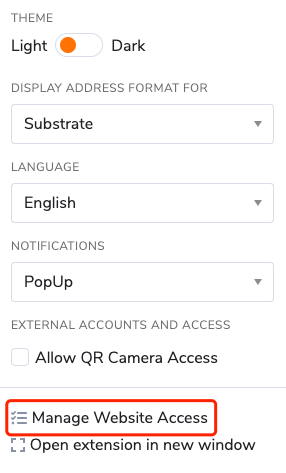 THEME
Light Dark
DISPLAY ADDRESS FORMAT FOR
Substrate
LANGUAGE
English
NOTIFICATIONS
PopUp
EXTERNAL ACCOUNTS AND ACCESS
Allow QR Camera Access
Manage Website Access
Open extension in new window